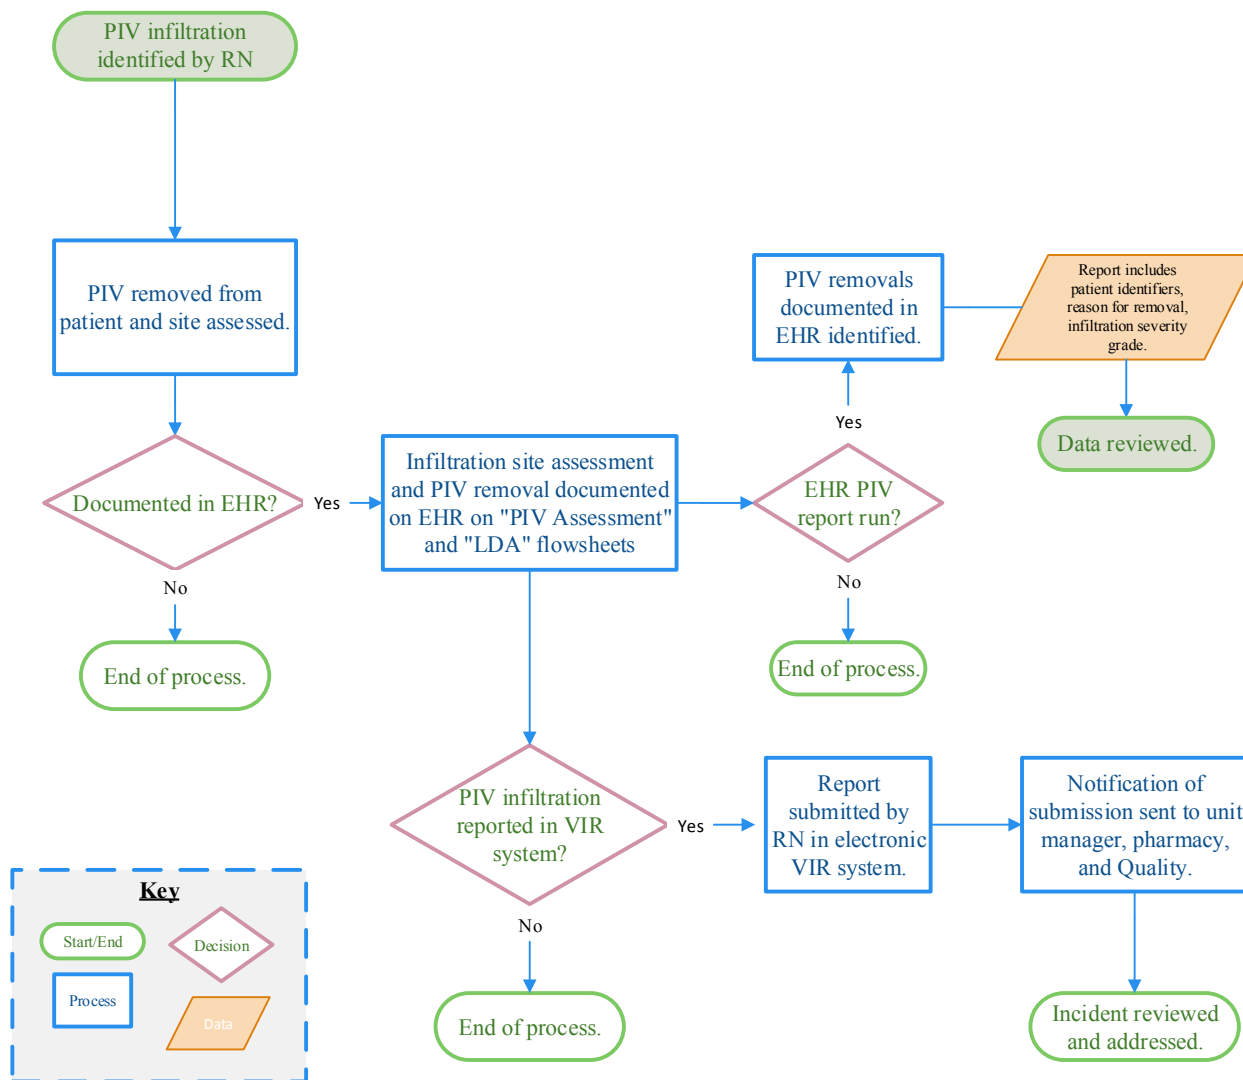 PIV infiltration
identified by RN
PIV removed from
patient and site assessed.
Documented in EHR?
Yes
No
End of process.
Infiltration site assessment
and PIV removal documented
on EHR on "PIV Assessment"
and "LDA" flowsheets
EHR PIV
report run?
Yes
No
End of process.
PIV removals
documented in
EHR identified.
Report includes
patient identifiers,
reason for removal,
infiltration severity
grade.
Data reviewed.
PIV infiltration
reported in VIR
system?
Yes
No
End of process.
Report
submitted by
RN in electronic
VIR system.
Notification of
submission sent to unit
manager, pharmacy,
and Quality.
Incident reviewed
and addressed.
Key
Start/End
Decision
Process
Data